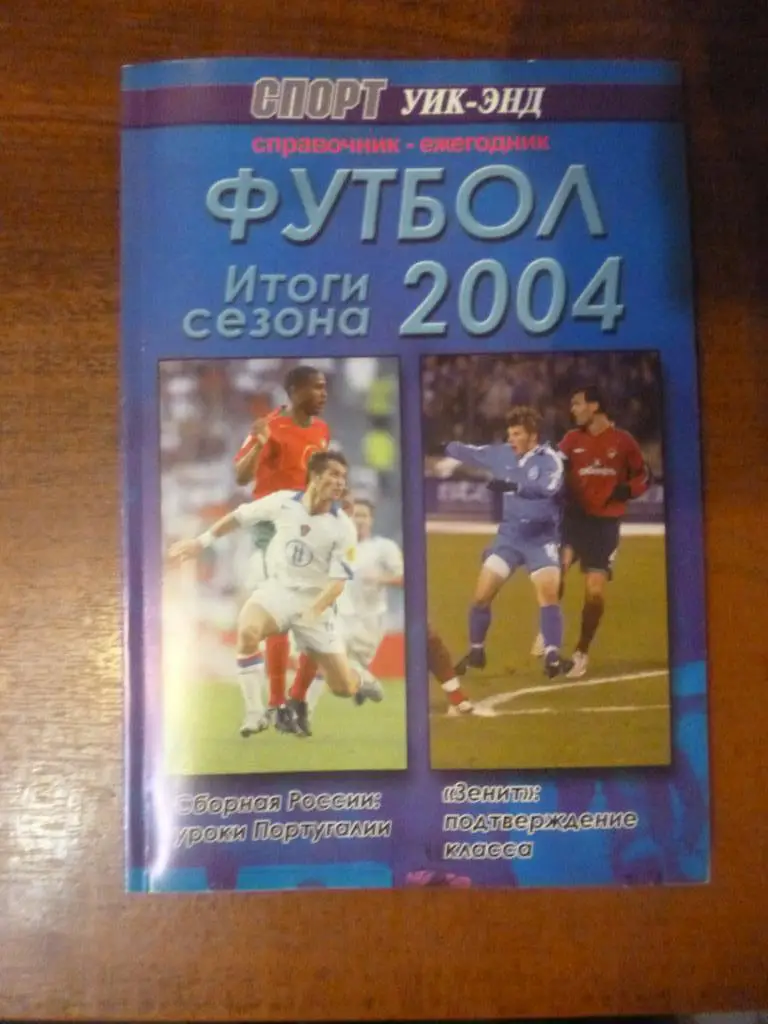 СПОРТ УИК-ЭНД
справочник - ежегодник
ФУТБОЛ
Итоги сезона 2004
Сборная России:
уроки Португалии
«Зенит»:
подтверждение
класса